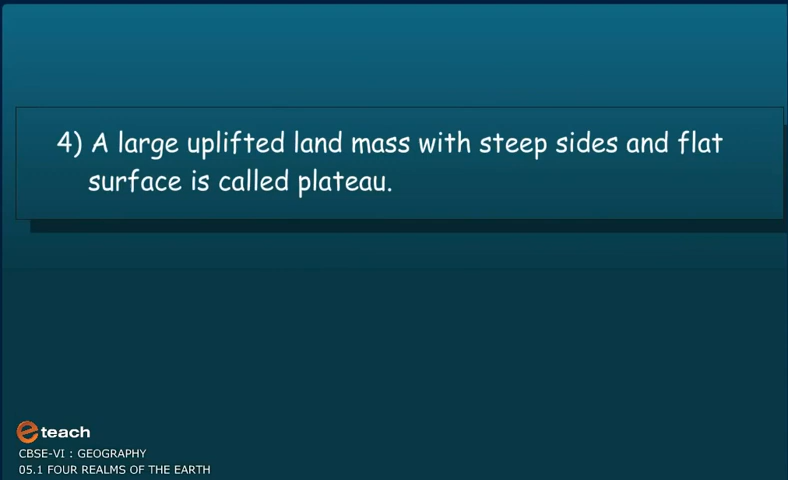 4) A large uplifted land mass with steep sides and flat
surface is called plateau.
e teach
CBSE-VI : GEOGRAPHY
05.1 FOUR REALMS OF THE EARTH